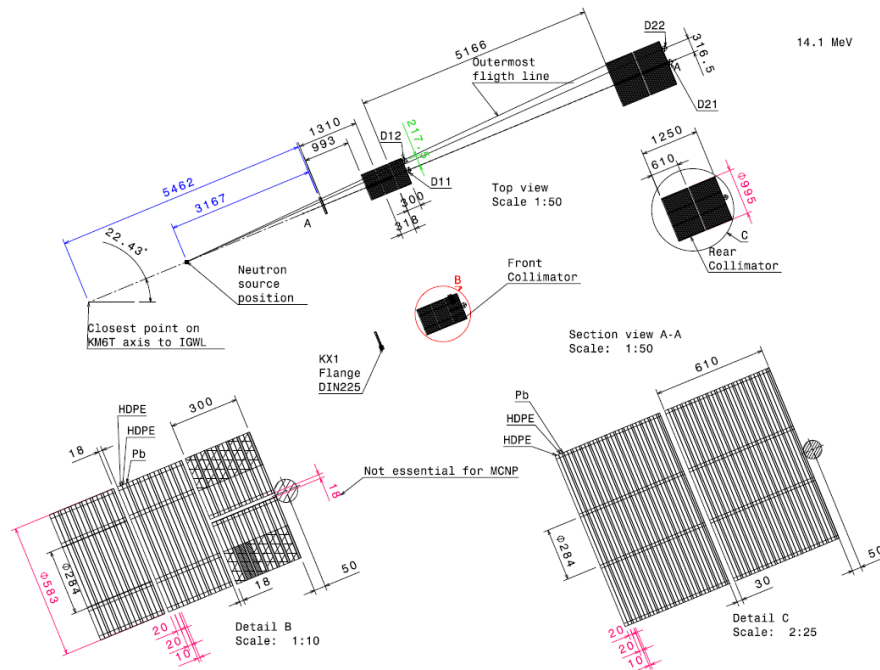 D22
14.1 MeV
316.5
5166
Outermost
fligth line
A
D21
1310
993
217.5
D12
1250
610
5462
3167
D11
Top view
Scale 1:50
Φ995
300
A
318
22.43°
C
Rear
Collimator
Neutron
source
position
Front
Collimator
B
Closest point on
KM6T axis to IGWL
KX1
Flange
DIN225
Section view A-A
Scale: 1:50
610
Pb
HDPE
HDPE
HDPE
HDPE
Pb
300
18
Not essential for MCNP
18
Φ583
Φ284
Φ284
50
50
18
30
20
20
10
Detail B
Scale: 1:10
20
20
10
Detail C
Scale: 2:25